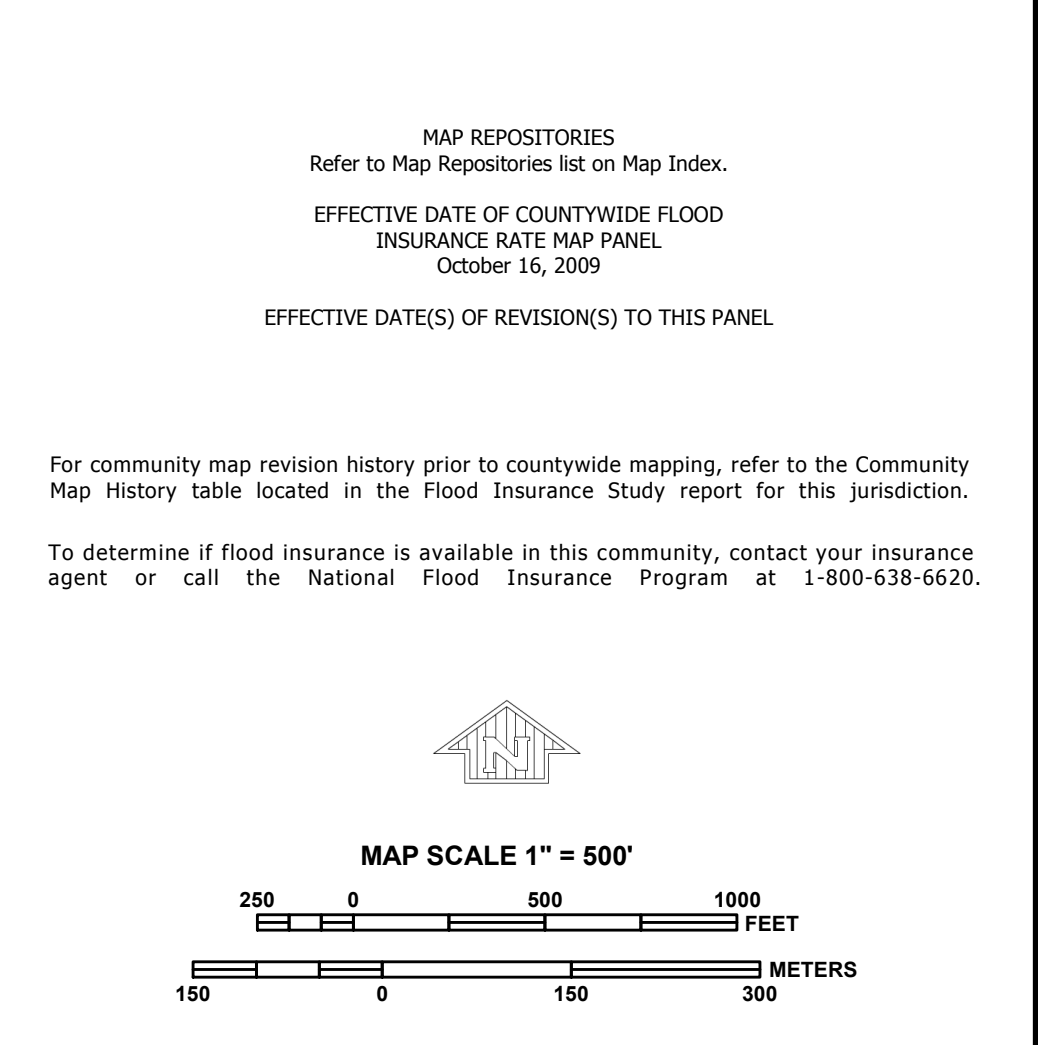 MAP REPOSITORIES
Refer to Map Repositories list on Map Index.
EFFECTIVE DATE OF COUNTYWIDE FLOOD
INSURANCE RATE MAP PANEL
October 16, 2009
EFFECTIVE DATE(S) OF REVISION(S) TO THIS PANEL
For community map revision history prior to countywide mapping, refer to the Community
Map History table located in the Flood Insurance Study report for this jurisdiction.
To determine if flood insurance is available in this community, contact your insurance
agent or call the National Flood Insurance Program at 1-800-638-6620.
N
MAP SCALE 1" = 500'
250 0 500 1000
FEET
METERS
150 0 150 300